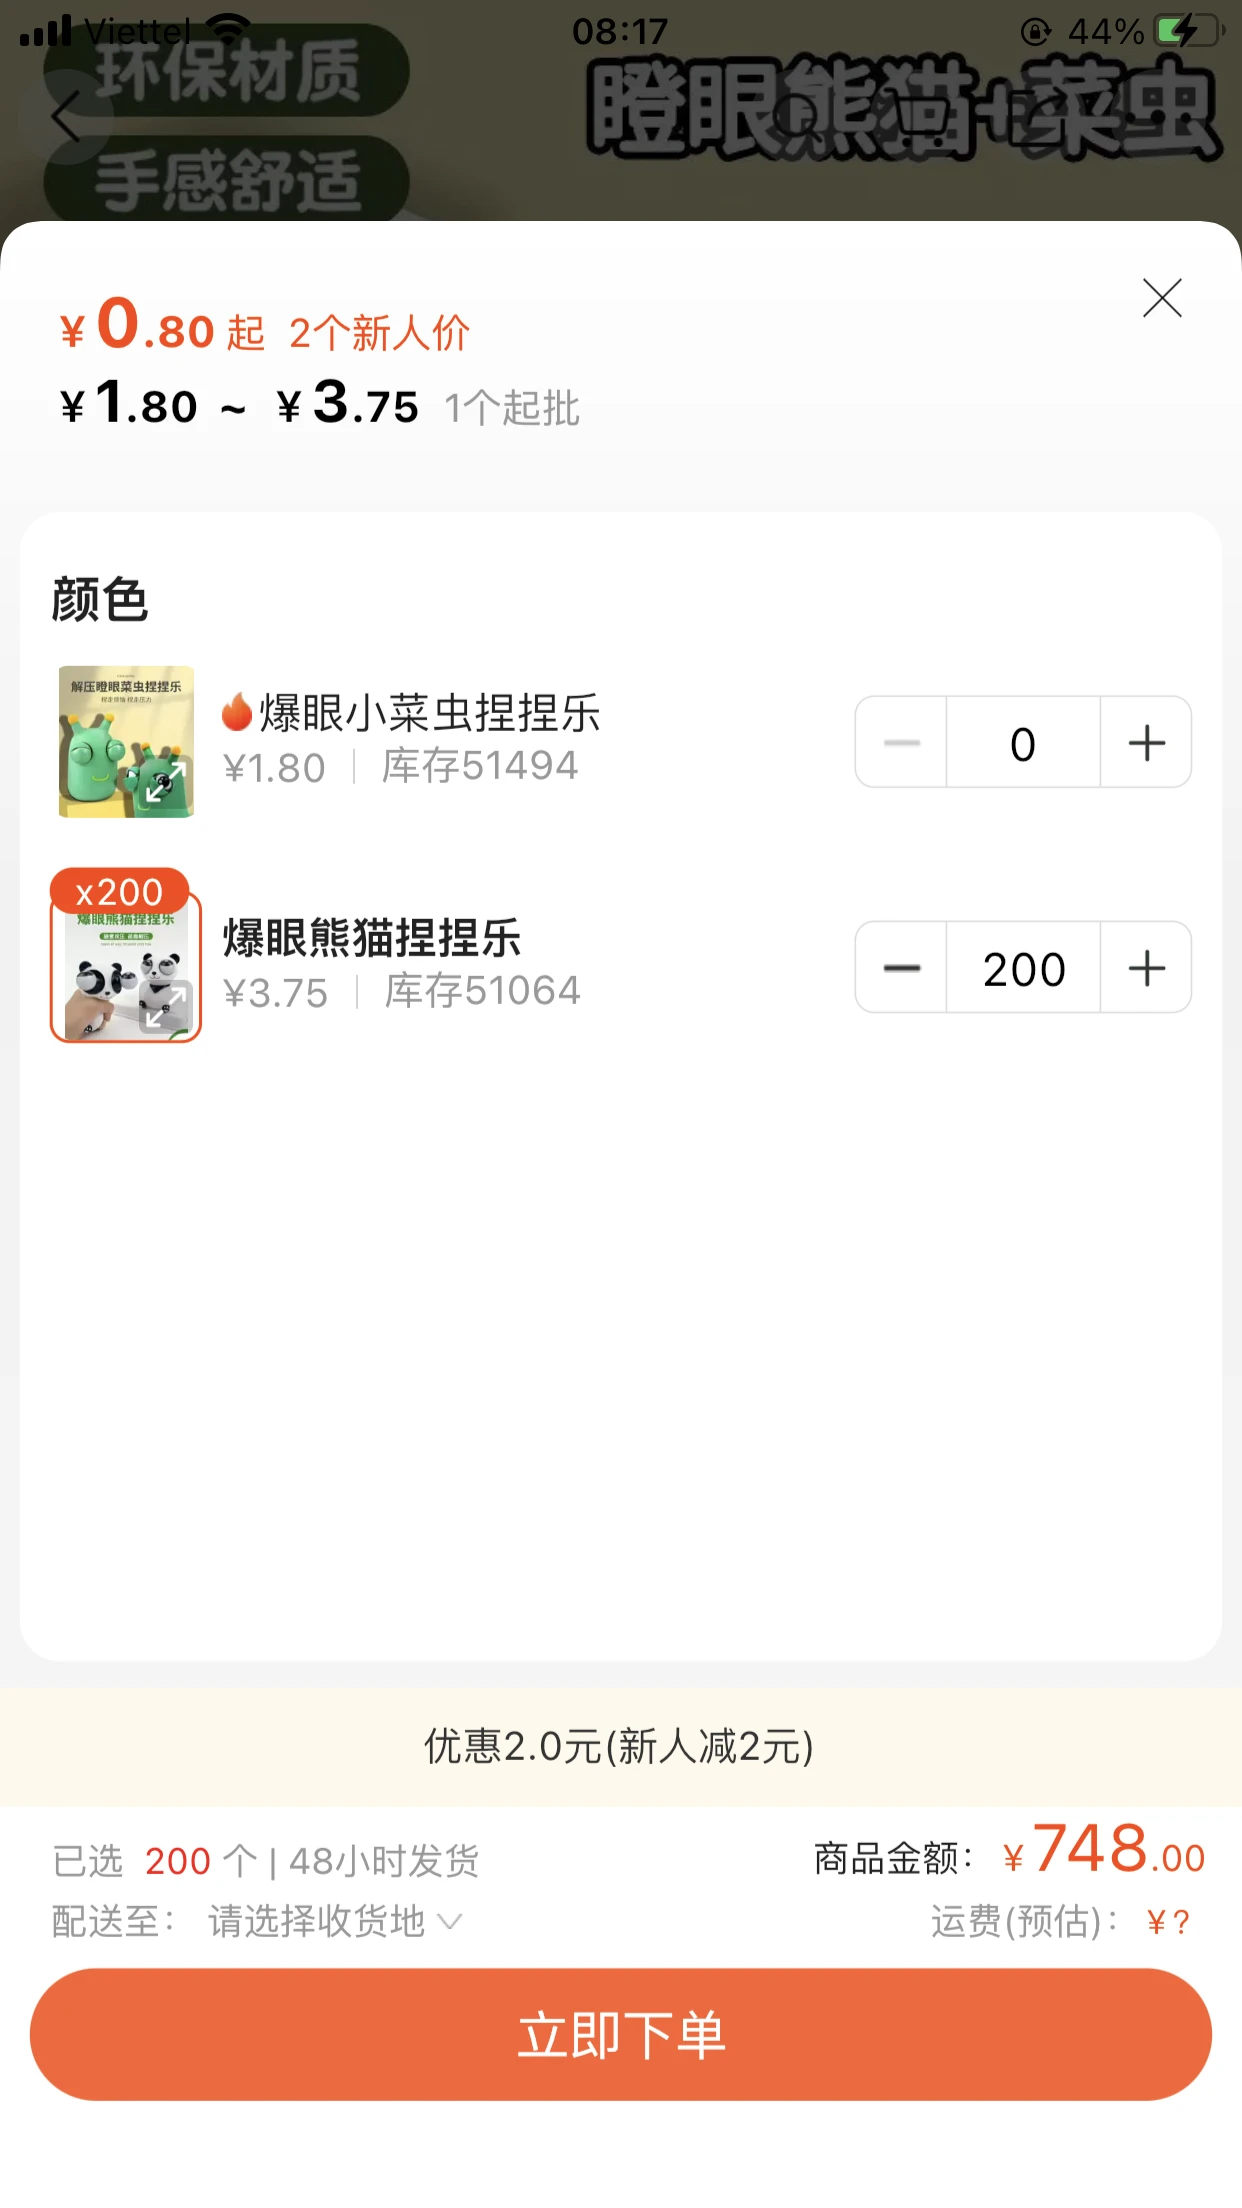 Viettel 08:17 44%
环保材质
手感舒适
瞪眼熊猫+菜虫
¥0.80起 2个新人价
¥1.80 ~ ¥3.75 1个起批
颜色
解压瞪眼菜虫捏捏乐
爆眼小菜虫捏捏乐
¥1.80 库存51494
0
x200
爆眼熊猫捏捏乐
爆眼熊猫捏捏乐
¥3.75 库存51064
200
优惠2.0元(新人减2元)
已选 200 个 | 48小时发货
商品金额: ¥748.00
配送至: 请选择收货地
运费(预估): ¥?
立即下单